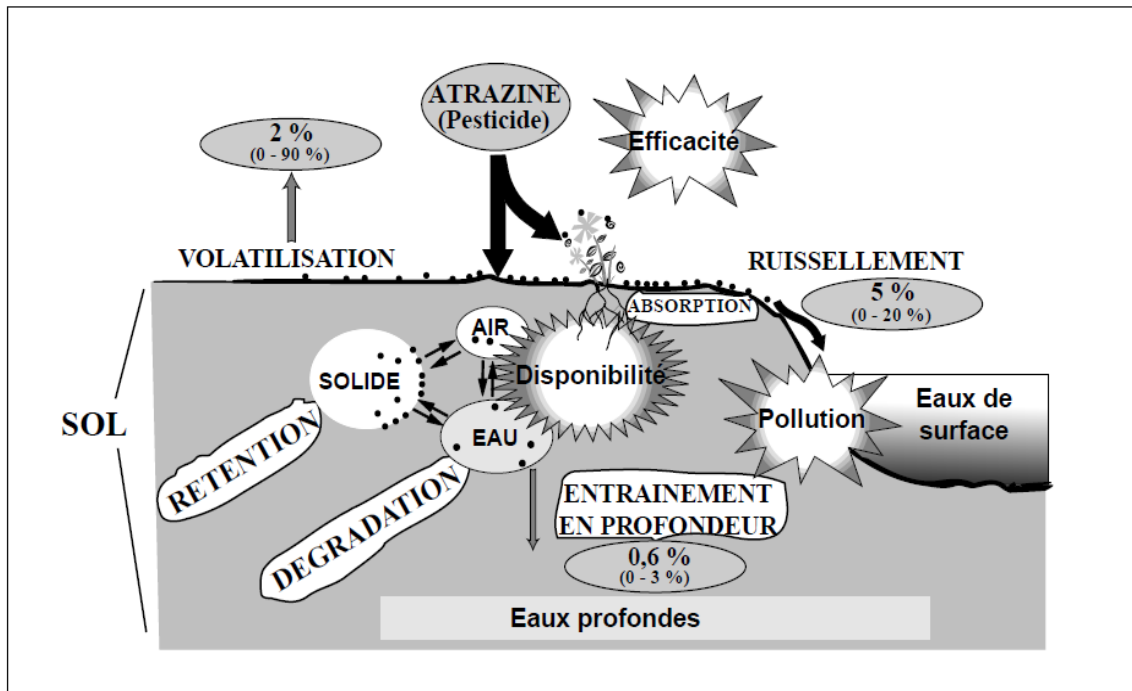 ATRAZINE
(Pesticide)
Efficacité
2 %
(0 - 90 %)
VOLATILISATION
RUISSELLEMENT
5 %
(0 - 20 %)
ABSORPTION
AIR
SOLIDE
Disponibilité
EAU
Pollution
Eaux de
surface
SOL
RETENTION
DEGRADATION
ENTRAINEMENT
EN PROFONDEUR
0,6 %
(0 - 3 %)
Eaux profondes